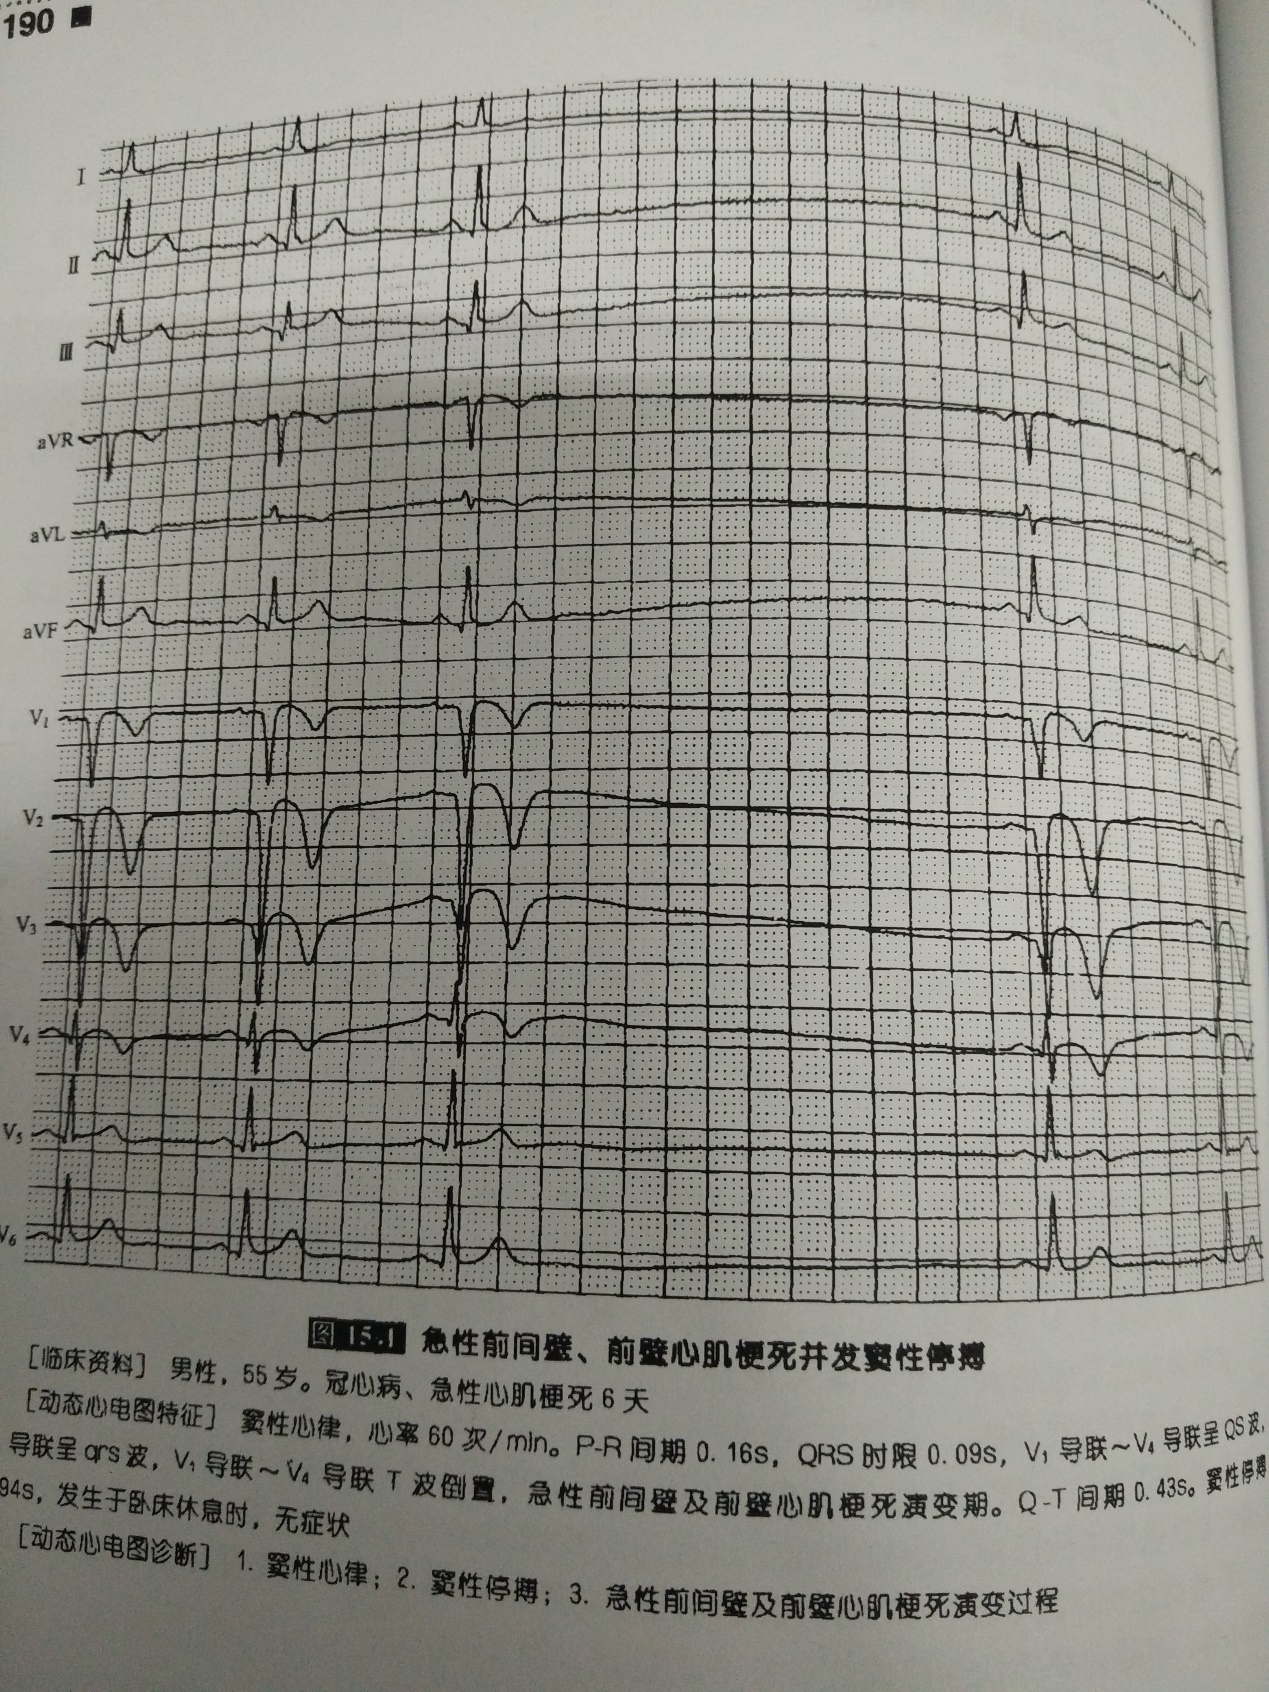 190
I
II
III
aVR
aVL
aVF
V1
V2
V3
V4
V5
V6
图 15.1 急性前间壁、前壁心肌梗死并发窦性停搏
[临床资料] 男性，55岁。冠心病、急性心肌梗死6天
[动态心电图特征] 窦性心律，心率60次/min。P-R间期0.16s，QRS时限0.09s，V1导联～V4导联呈QS波，
导联呈qrs波，V1导联～V4导联T波倒置，急性前间壁及前壁心肌梗死演变期。Q-T间期0.43s。窦性停搏
94s，发生于卧床休息时，无症状
[动态心电图诊断] 1. 窦性心律；2. 窦性停搏；3. 急性前间壁及前壁心肌梗死演变过程